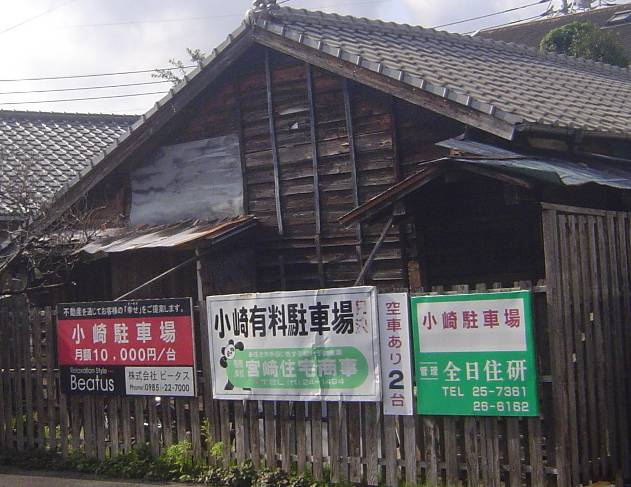 不動産を通じてお客様の「幸せ」をご提案します。
小崎駐車場
月額10,000円/台
Relaxation Style
Beatus
株式会社 ビータス
Phone(0985)22-7000
小崎有料駐車場
宮崎住宅商事
24-1494
空車あり
2台
小崎駐車場
管理 全日住研
TEL 25-7361
26-6162